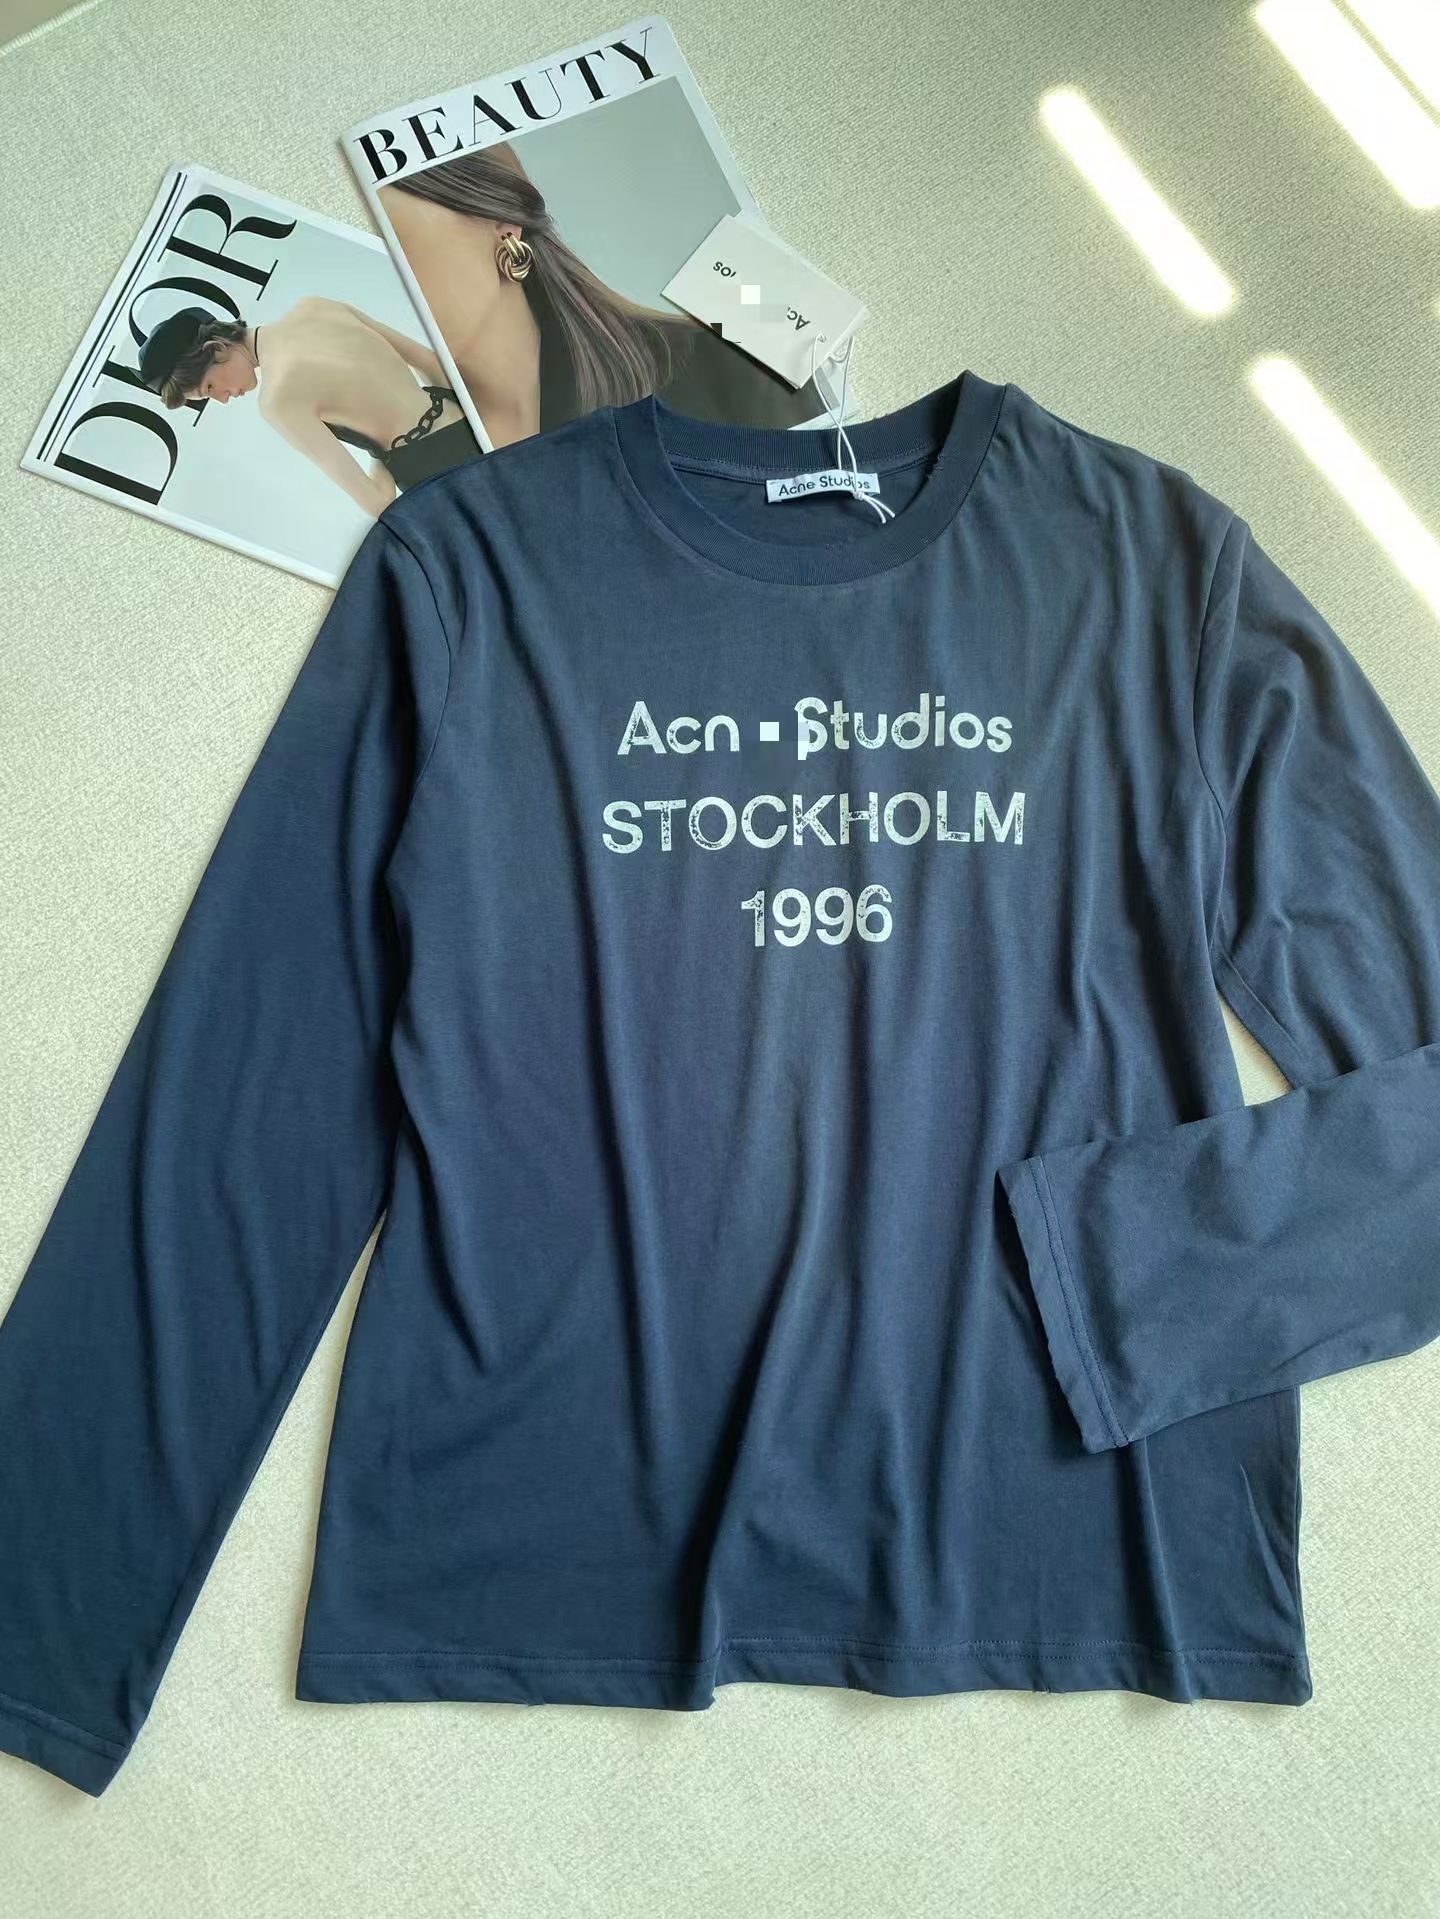 BEAUTY
DIOR
Acne Studios
Acn Studios
STOCKHOLM
1996